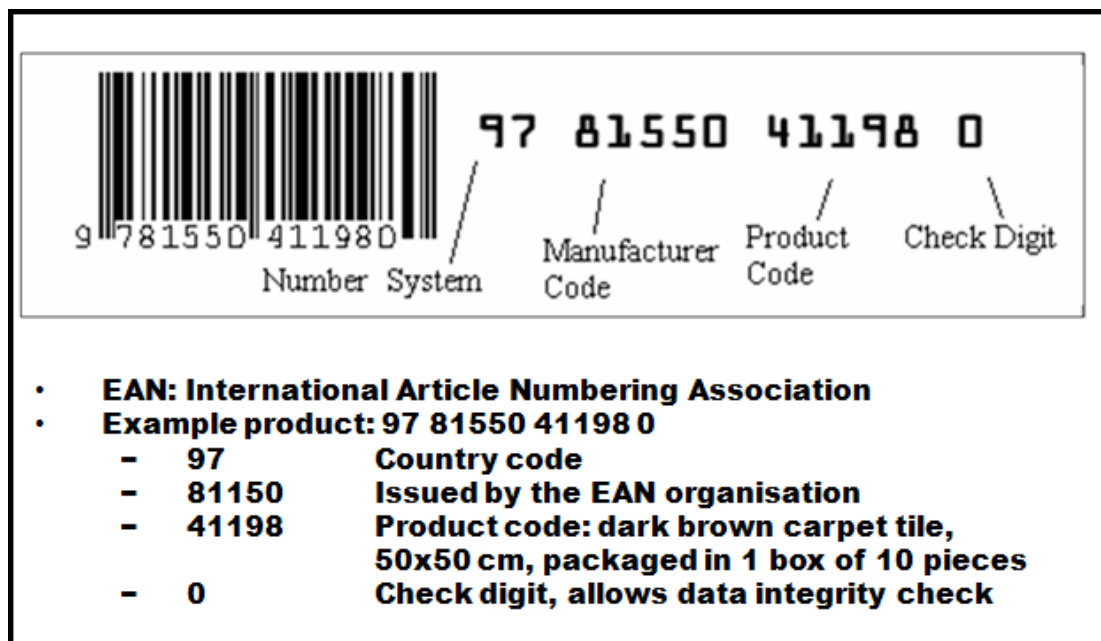 97 81550 41198 0
9 781550 411980
Number System
Manufacturer Code
Product Code
Check Digit
• EAN: International Article Numbering Association
• Example product: 97 81550 41198 0
– 97 Country code
– 81150 Issued by the EAN organisation
– 41198 Product code: dark brown carpet tile,
50x50 cm, packaged in 1 box of 10 pieces
– 0 Check digit, allows data integrity check